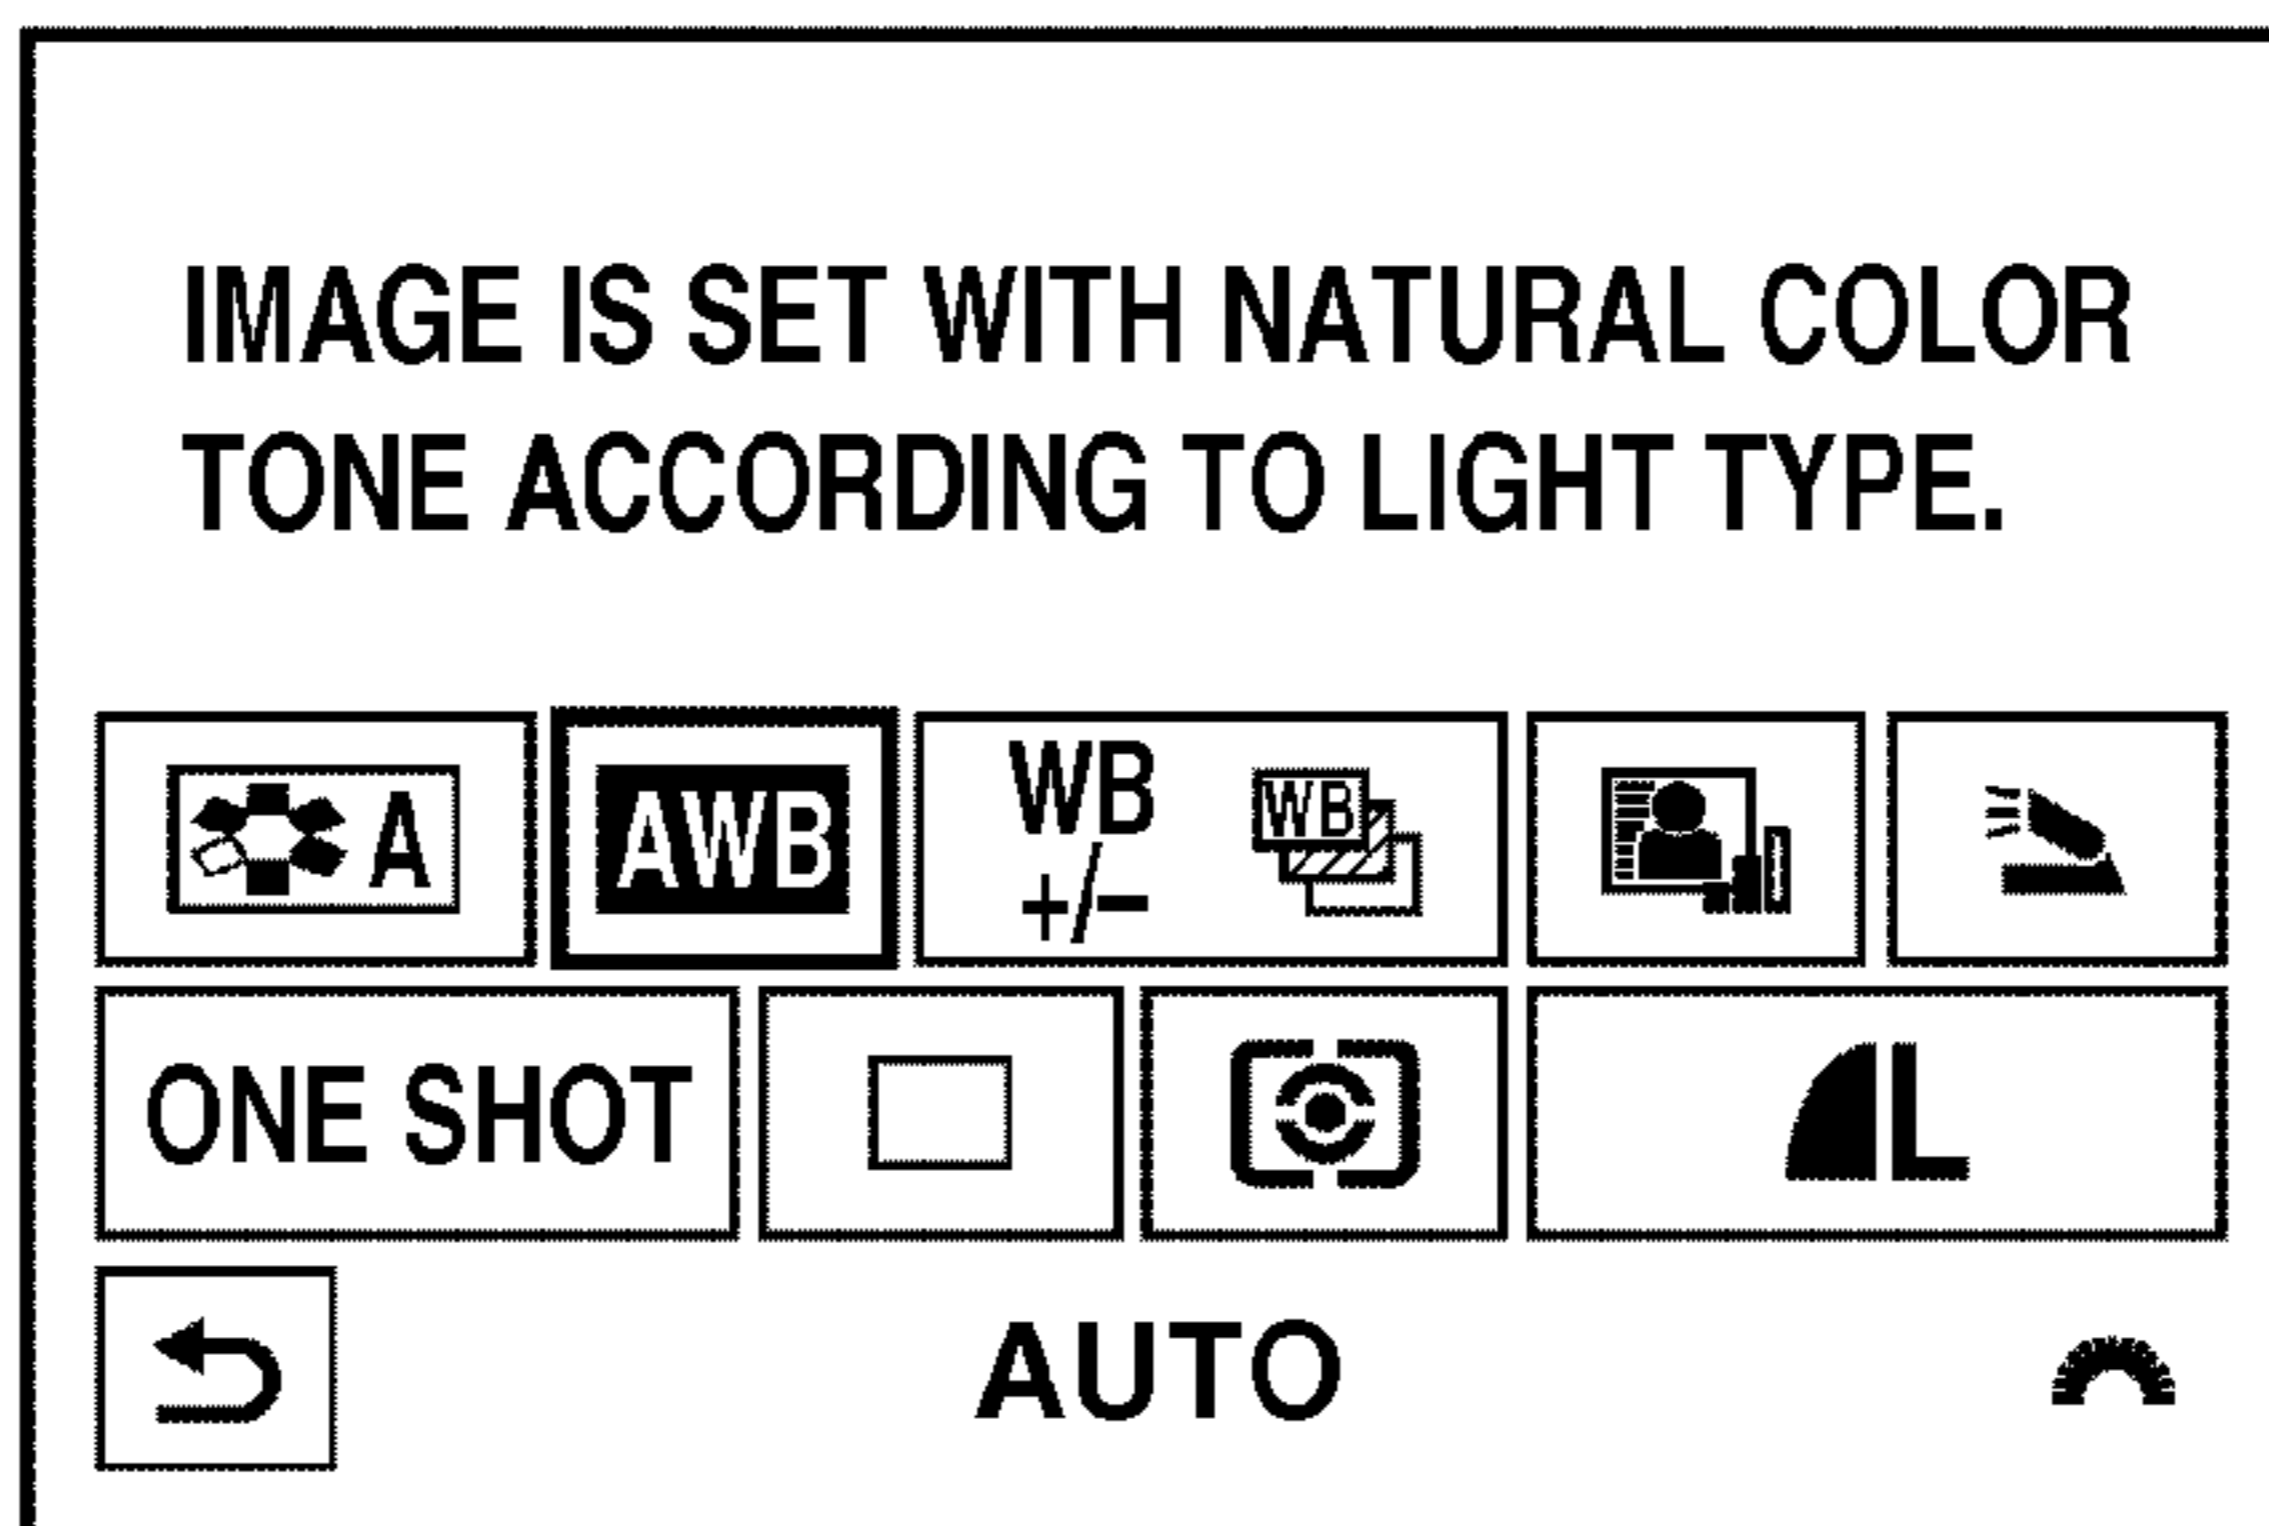 IMAGE IS SET WITH NATURAL COLOR
TONE ACCORDING TO LIGHT TYPE.
A
AWB
WB
+/−
WB
ONE SHOT
L
AUTO